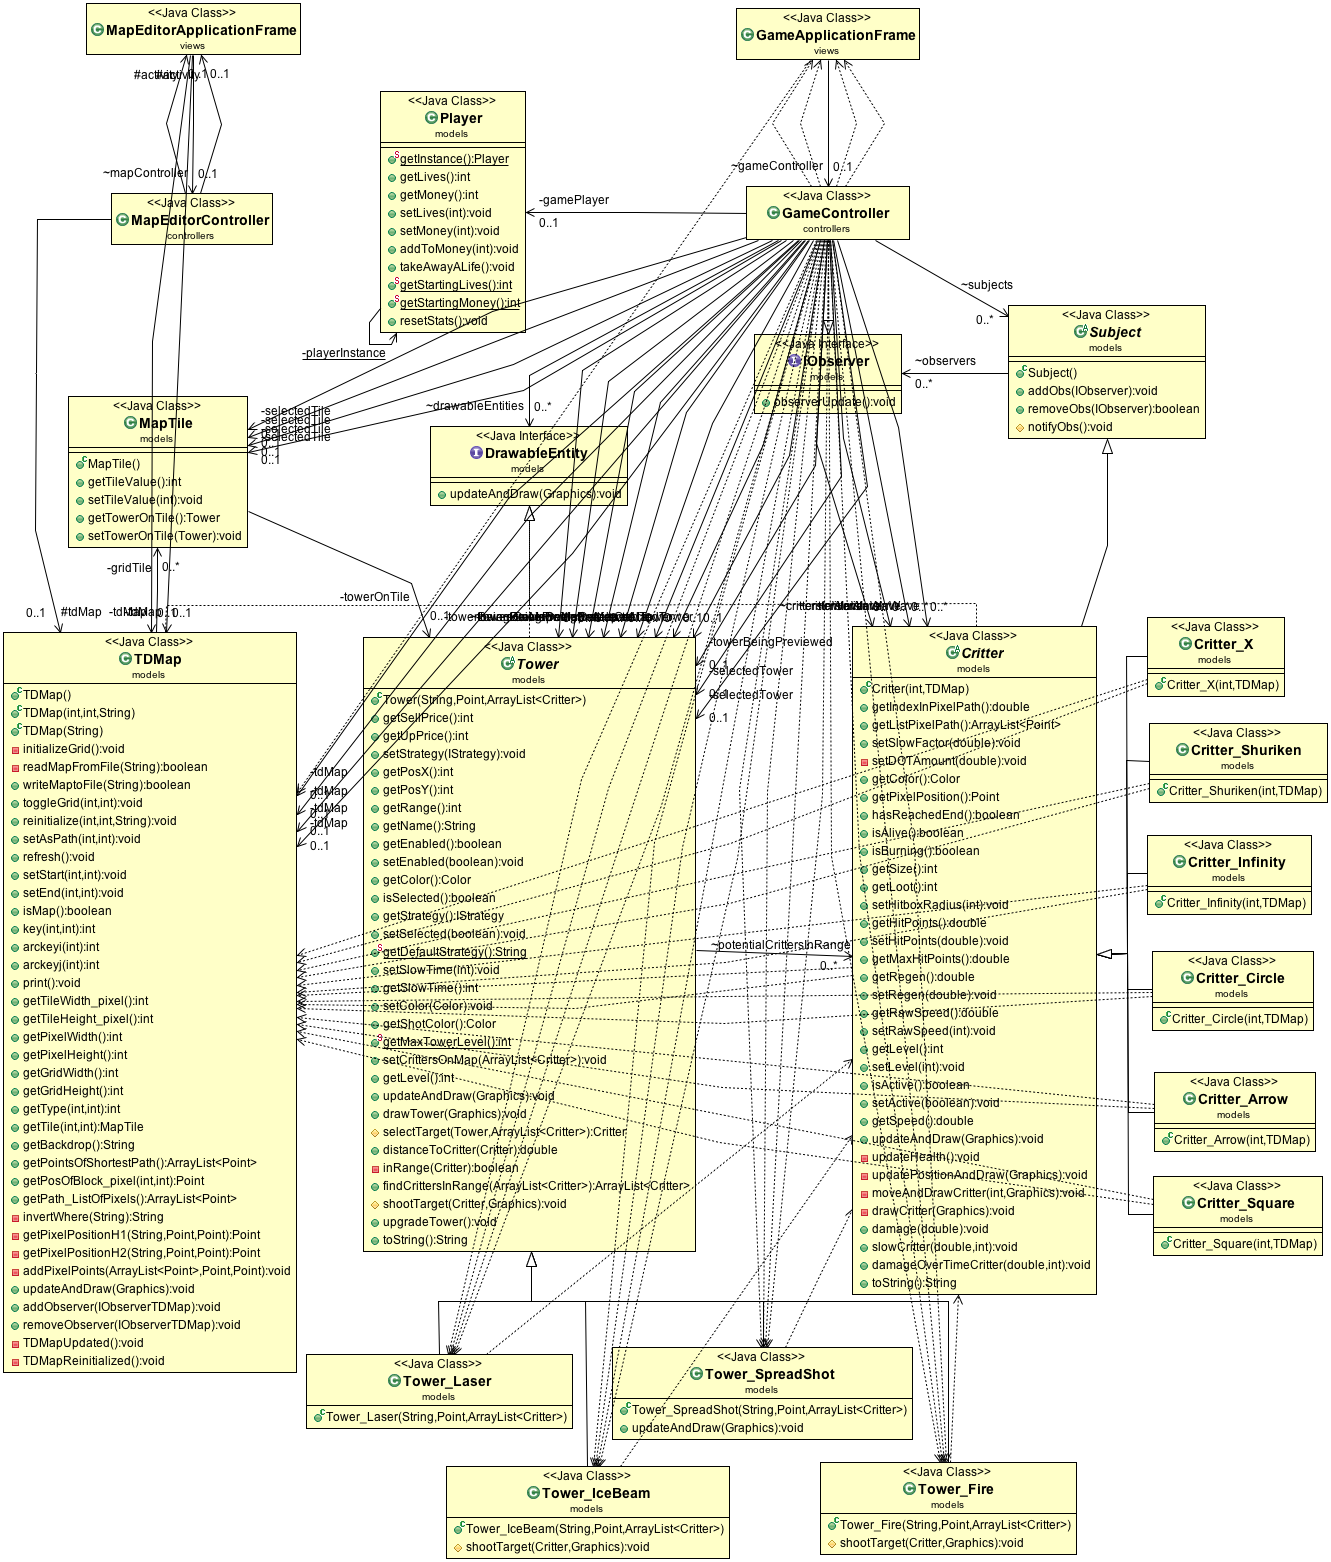 <<Java Class>>
MapEditorApplicationFrame
views
<<Java Class>>
GameApplicationFrame
views
0..1
~mapController
0..1
<<Java Class>>
MapEditorController
controllers
<<Java Class>>
Player
models
getInstance():Player
getLives():int
getMoney():int
setLives(int):void
setMoney(int):void
addToMoney(int):void
takeAwayALife():void
getStartingLives():int
getStartingMoney():int
resetStats():void
-playerInstance
~gameController
0..1
-gamePlayer
0..1
<<Java Class>>
GameController
controllers
~subjects
0..*
<<Java Class>>
Subject
models
Subject()
addObs(IObserver):void
removeObs(IObserver):boolean
notifyObs():void
~observers
0..*
<<Java Interface>>
IObserver
models
observerUpdate():void
<<Java Class>>
MapTile
models
MapTile()
getTileValue():int
setTileValue(int):void
getTowerOnTile():Tower
setTowerOnTile(Tower):void
-selectedTile
-selectedTile
-selectedTile
-selectedTile
0..1
0..1
~drawableEntities
0..*
<<Java Interface>>
DrawableEntity
models
updateAndDraw(Graphics):void
-gridTile
0..*
-towerOnTile
0..1
0..1
#tdMap
0..1
<<Java Class>>
TDMap
models
TDMap()
TDMap(int,int,String)
TDMap(String)
initializeGrid():void
readMapFromFile(String):boolean
writeMaptoFile(String):boolean
toggleGrid(int,int):void
reinitialize(int,int,String):void
setAsPath(int,int):void
refresh():void
setStart(int,int):void
setEnd(int,int):void
isMap():boolean
key(int,int):int
arckeyi(int):int
arckeyj(int):int
print():void
getTileWidth_pixel():int
getTileHeight_pixel():int
getPixelWidth():int
getPixelHeight():int
getGridWidth():int
getGridHeight():int
getType(int,int):int
getTile(int,int):MapTile
getBackdrop():String
getPointsOfShortestPath():ArrayList<Point>
getPosOfBlock_pixel(int,int):Point
getPath_ListOfPixels():ArrayList<Point>
invertWhere(String):String
getPixelPositionH1(String,Point,Point):Point
getPixelPositionH2(String,Point,Point):Point
addPixelPoints(ArrayList<Point>,Point,Point):void
updateAndDraw(Graphics):void
addObserver(IObserverTDMap):void
removeObserver(IObserverTDMap):void
TDMapUpdated():void
TDMapReinitialized():void
-tdMap
-tdMap
-tdMap
-tdMap
0..1
0..1
<<Java Class>>
Tower
models
Tower(String,Point,ArrayList<Critter>)
getSellPrice():int
getUpPrice():int
setStrategy(IStrategy):void
getPosX():int
getPosY():int
getRange():int
getName():String
getEnabled():boolean
setEnabled(boolean):void
getColor():Color
isSelected():boolean
getStrategy():IStrategy
setSelected(boolean):void
getDefaultStrategy():String
setSlowTime(int):void
getSlowTime():int
setColor(Color):void
getShotColor():Color
getMaxTowerLevel():int
setCrittersOnMap(ArrayList<Critter>):void
getLevel():int
updateAndDraw(Graphics):void
drawTower(Graphics):void
selectTarget(Tower,ArrayList<Critter>):Critter
distanceToCritter(Critter):double
inRange(Critter):boolean
findCrittersInRange(ArrayList<Critter>):ArrayList<Critter>
shootTarget(Critter,Graphics):void
upgradeTower():void
toString():String
-towerBeingPreviewed
0..1
-selectedTower
0..1
-selectedTower
0..1
~potentialCrittersInRange
0..*
<<Java Class>>
Critter
models
Critter(int,TDMap)
getIndexInPixelPath():double
getListPixelPath():ArrayList<Point>
setSlowFactor(double):void
setDOTAmount(double):void
getColor():Color
getPixelPosition():Point
hasReachedEnd():boolean
isAlive():boolean
isBurning():boolean
getSize():int
getLoot():int
setHitboxRadius(int):void
getHitPoints():double
setHitPoints(double):void
getMaxHitPoints():double
getRegen():double
setRegen(double):void
getRawSpeed():double
setRawSpeed(int):void
getLevel():int
setLevel(int):void
isActive():boolean
setActive(boolean):void
getSpeed():double
updateAndDraw(Graphics):void
updateHealth():void
updatePositionAndDraw(Graphics):void
moveAndDrawCritter(int,Graphics):void
drawCritter(Graphics):void
damage(double):void
slowCritter(double,int):void
damageOverTimeCritter(double,int):void
toString():String
<<Java Class>>
Critter_X
models
Critter_X(int,TDMap)
<<Java Class>>
Critter_Shuriken
models
Critter_Shuriken(int,TDMap)
<<Java Class>>
Critter_Infinity
models
Critter_Infinity(int,TDMap)
<<Java Class>>
Critter_Circle
models
Critter_Circle(int,TDMap)
<<Java Class>>
Critter_Arrow
models
Critter_Arrow(int,TDMap)
<<Java Class>>
Critter_Square
models
Critter_Square(int,TDMap)
<<Java Class>>
Tower_Laser
models
Tower_Laser(String,Point,ArrayList<Critter>)
<<Java Class>>
Tower_SpreadShot
models
Tower_SpreadShot(String,Point,ArrayList<Critter>)
updateAndDraw(Graphics):void
<<Java Class>>
Tower_IceBeam
models
Tower_IceBeam(String,Point,ArrayList<Critter>)
shootTarget(Critter,Graphics):void
<<Java Class>>
Tower_Fire
models
Tower_Fire(String,Point,ArrayList<Critter>)
shootTarget(Critter,Graphics):void